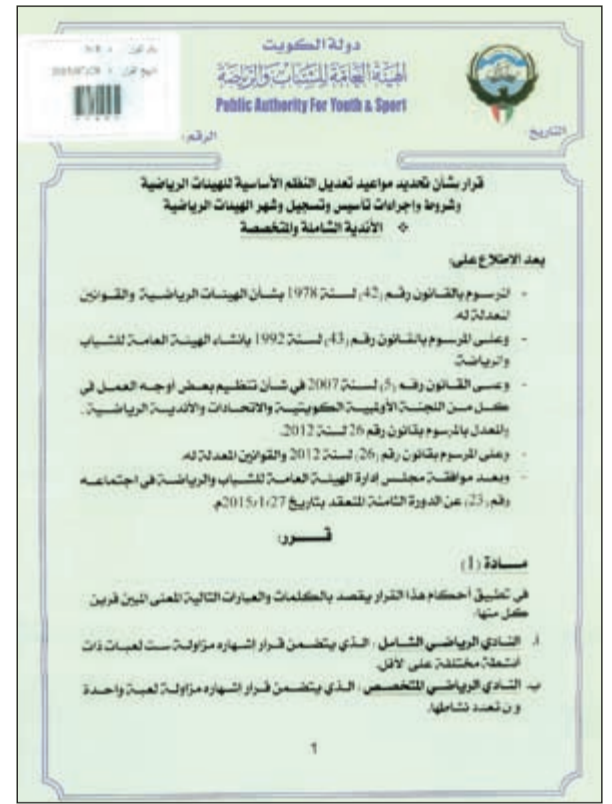 دولة الكويت
الهيئة العامة للشباب والرياضة
Public Authority For Youth & Sport
التاريخ
الرقم:
قرار بشأن تحديد مواعيد تعديل النظم الأساسية للهيئات الرياضية
وشروط وإجراءات تأسيس وتسجيل وشهر الهيئات الرياضية
❖ الأندية الشاملة والمتخصصة
بعد الاطلاع على:
- المرسوم بالقانون رقم (42) لسنة 1978 بشأن الهيئات الرياضية والقوانين
المعدلة له.
- وعلى المرسوم بالقانون رقم (43) لسنة 1992 بإنشاء الهيئة العامة للشباب
والرياضة.
- وعلى القانون رقم (5) لسنة 2007 في شأن تنظيم بعض أوجه العمل في
كل من اللجنة الأولمبية الكويتية والاتحادات والأندية الرياضية.
والمعدل بالمرسوم بقانون رقم 26 لسنة 2012.
- وعلى المرسوم بقانون رقم (26) لسنة 2012 والقوانين المعدلة له.
- وبعد موافقة مجلس إدارة الهيئة العامة للشباب والرياضة في اجتماعه
رقم (23) عن الدورة الثامنة المنعقد بتاريخ 2015/1/27م.
قــــرر:
مــــادة (1)
في تطبيق أحكام هذا القرار يقصد بالكلمات والعبارات التالية المعنى المبين قرين
كل منها:
أ. النادي الرياضي الشامل: الذي يتضمن قرار إشهاره مزاولة ست لعبات ذات
أنشطة مختلفة على الأقل.
ب. النادي الرياضي المتخصص: الذي يتضمن قرار إشهاره مزاولة لعبة واحدة
وإن تعدد نشاطها.
1